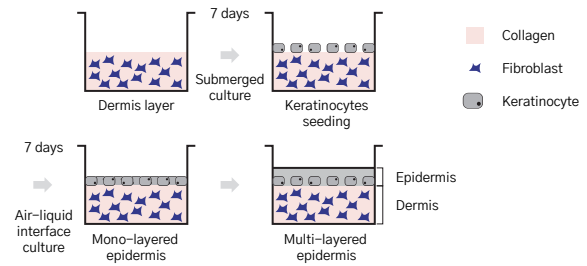 7 days
Submerged
culture
Dermis layer
Keratinocytes
seeding
Collagen
Fibroblast
Keratinocyte
7 days
Air–liquid
interface
culture
Mono-layered
epidermis
Multi-layered
epidermis
Epidermis
Dermis